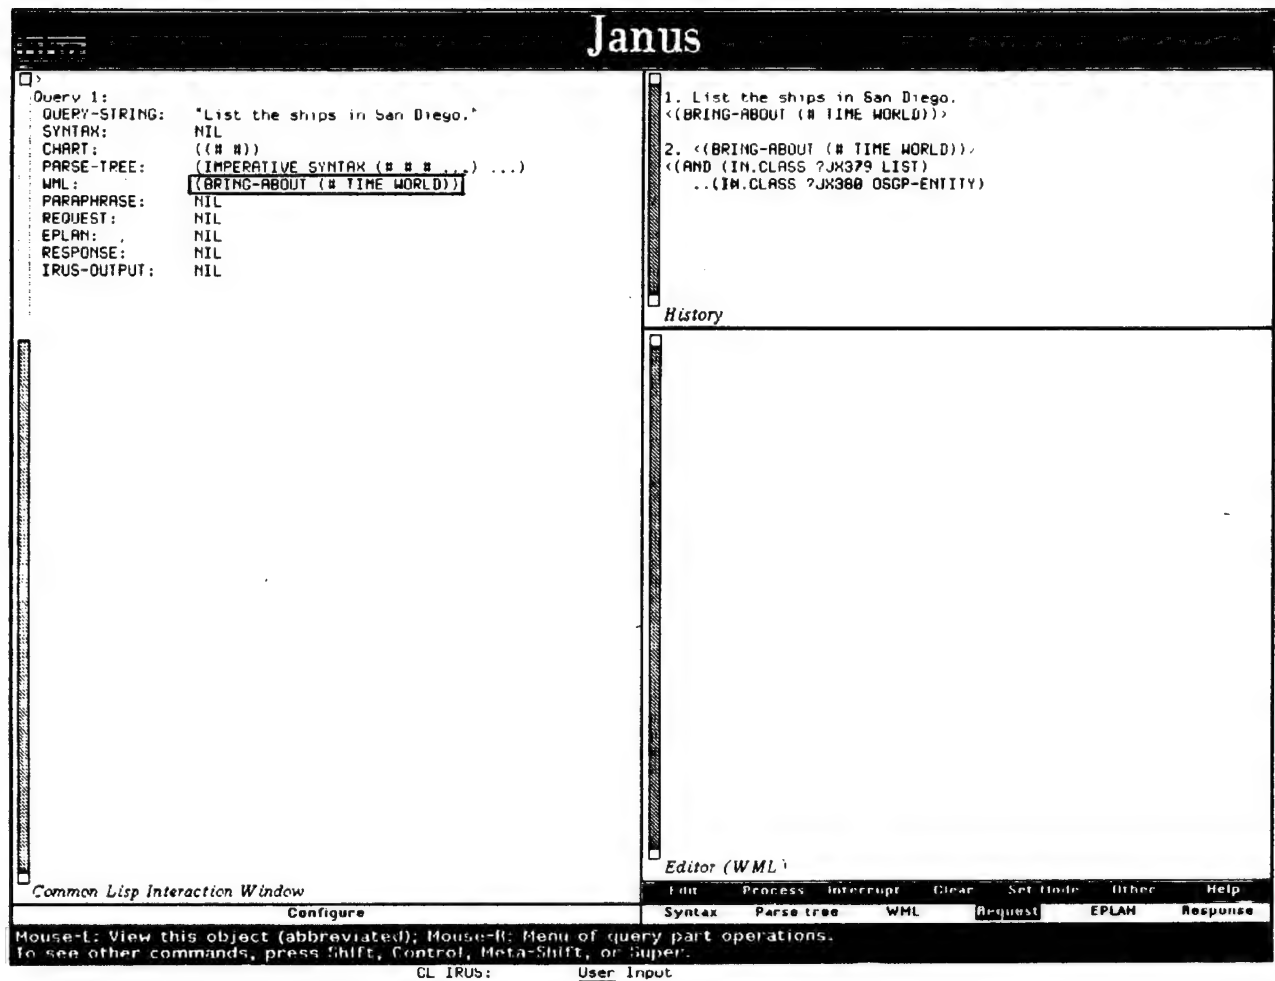 Janus
Query 1:
QUERY-STRING: "List the ships in San Diego."
SYNTAX: NIL
CHART: ((# #))
PARSE-TREE: (IMPERATIVE SYNTAX (# # # ...) ...)
WML: (BRING-ABOUT (# TIME WORLD))
PARAPHRASE: NIL
REQUEST: NIL
EPLAN: NIL
RESPONSE: NIL
IRUS-OUTPUT: NIL
Common Lisp Interaction Window
Configure
1. List the ships in San Diego.
<(BRING-ABOUT (# TIME WORLD))>
2. <(BRING-ABOUT (# TIME WORLD))>
<(AND (IN.CLASS ?JX379 LIST)
..(IN.CLASS ?JX380 OSGP-ENTITY)
History
Editor (WML)
Edit Process Interrupt Clear Set Mode Other Help
Syntax Parse tree WML Request EPLAN Response
Mouse-L: View this object (abbreviated); Mouse-R: Menu of query part operations.
To see other commands, press Shift, Control, Meta-Shift, or Super.
CL IRUS: User Input